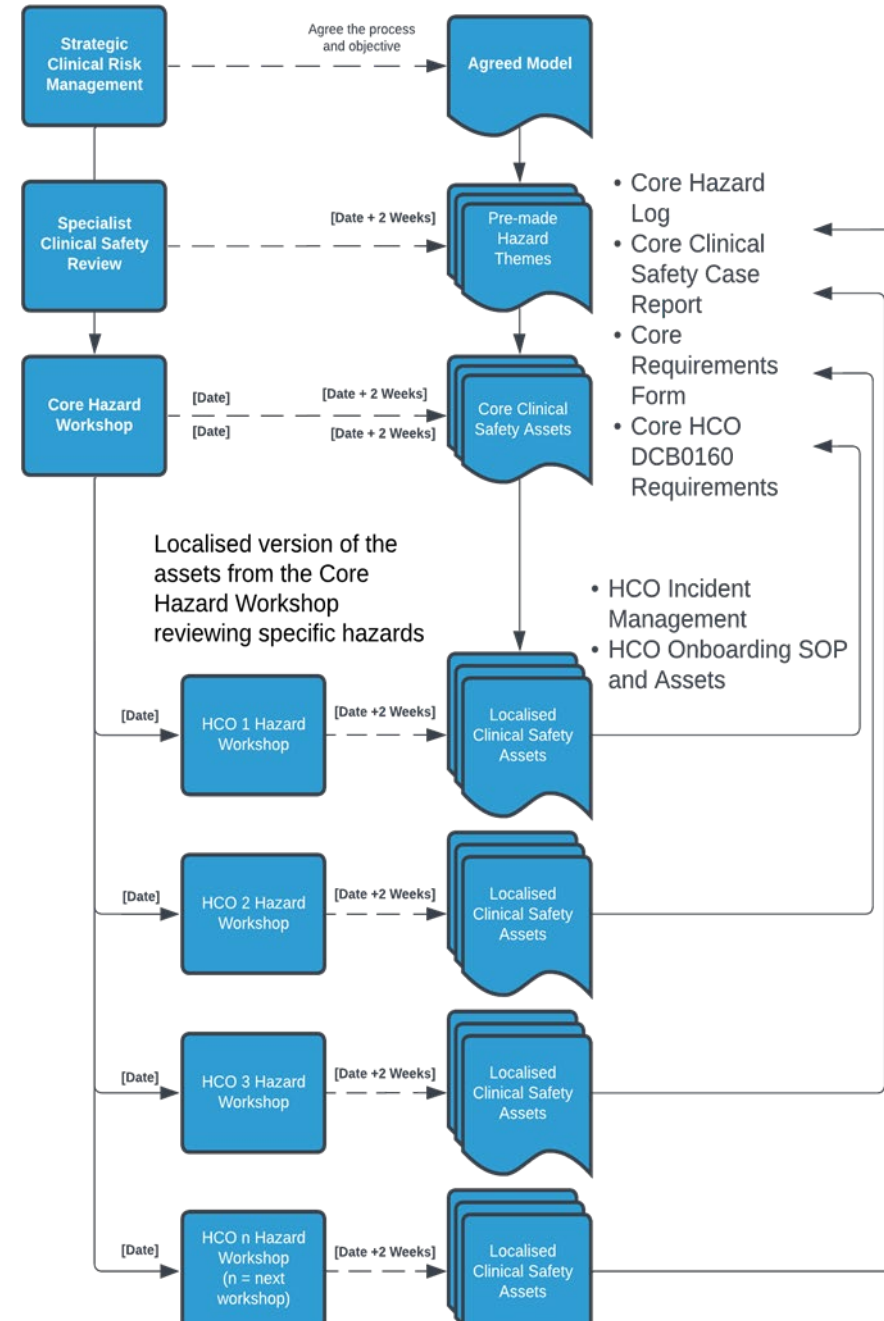 Strategic
Clinical Risk
Management
Agree the process
and objective
Agreed Model
Specialist
Clinical Safety
Review
[Date + 2 Weeks]
Pre-made
Hazard
Themes
• Core Hazard
Log
• Core Clinical
Safety Case
Report
• Core
Requirements
Form
• Core HCO
DCB0160
Requirements
Core Hazard
Workshop
[Date]
[Date + 2 Weeks]
[Date]
[Date + 2 Weeks]
Core Clinical
Safety Assets
Localised version of the
assets from the Core
Hazard Workshop
reviewing specific hazards
• HCO Incident
Management
• HCO Onboarding SOP
and Assets
[Date]
HCO 1 Hazard
Workshop
[Date +2 Weeks]
Localised
Clinical Safety
Assets
[Date]
HCO 2 Hazard
Workshop
[Date +2 Weeks]
Localised
Clinical Safety
Assets
[Date]
HCO 3 Hazard
Workshop
[Date +2 Weeks]
Localised
Clinical Safety
Assets
[Date]
HCO n Hazard
Workshop
(n = next
workshop)
[Date +2 Weeks]
Localised
Clinical Safety
Assets